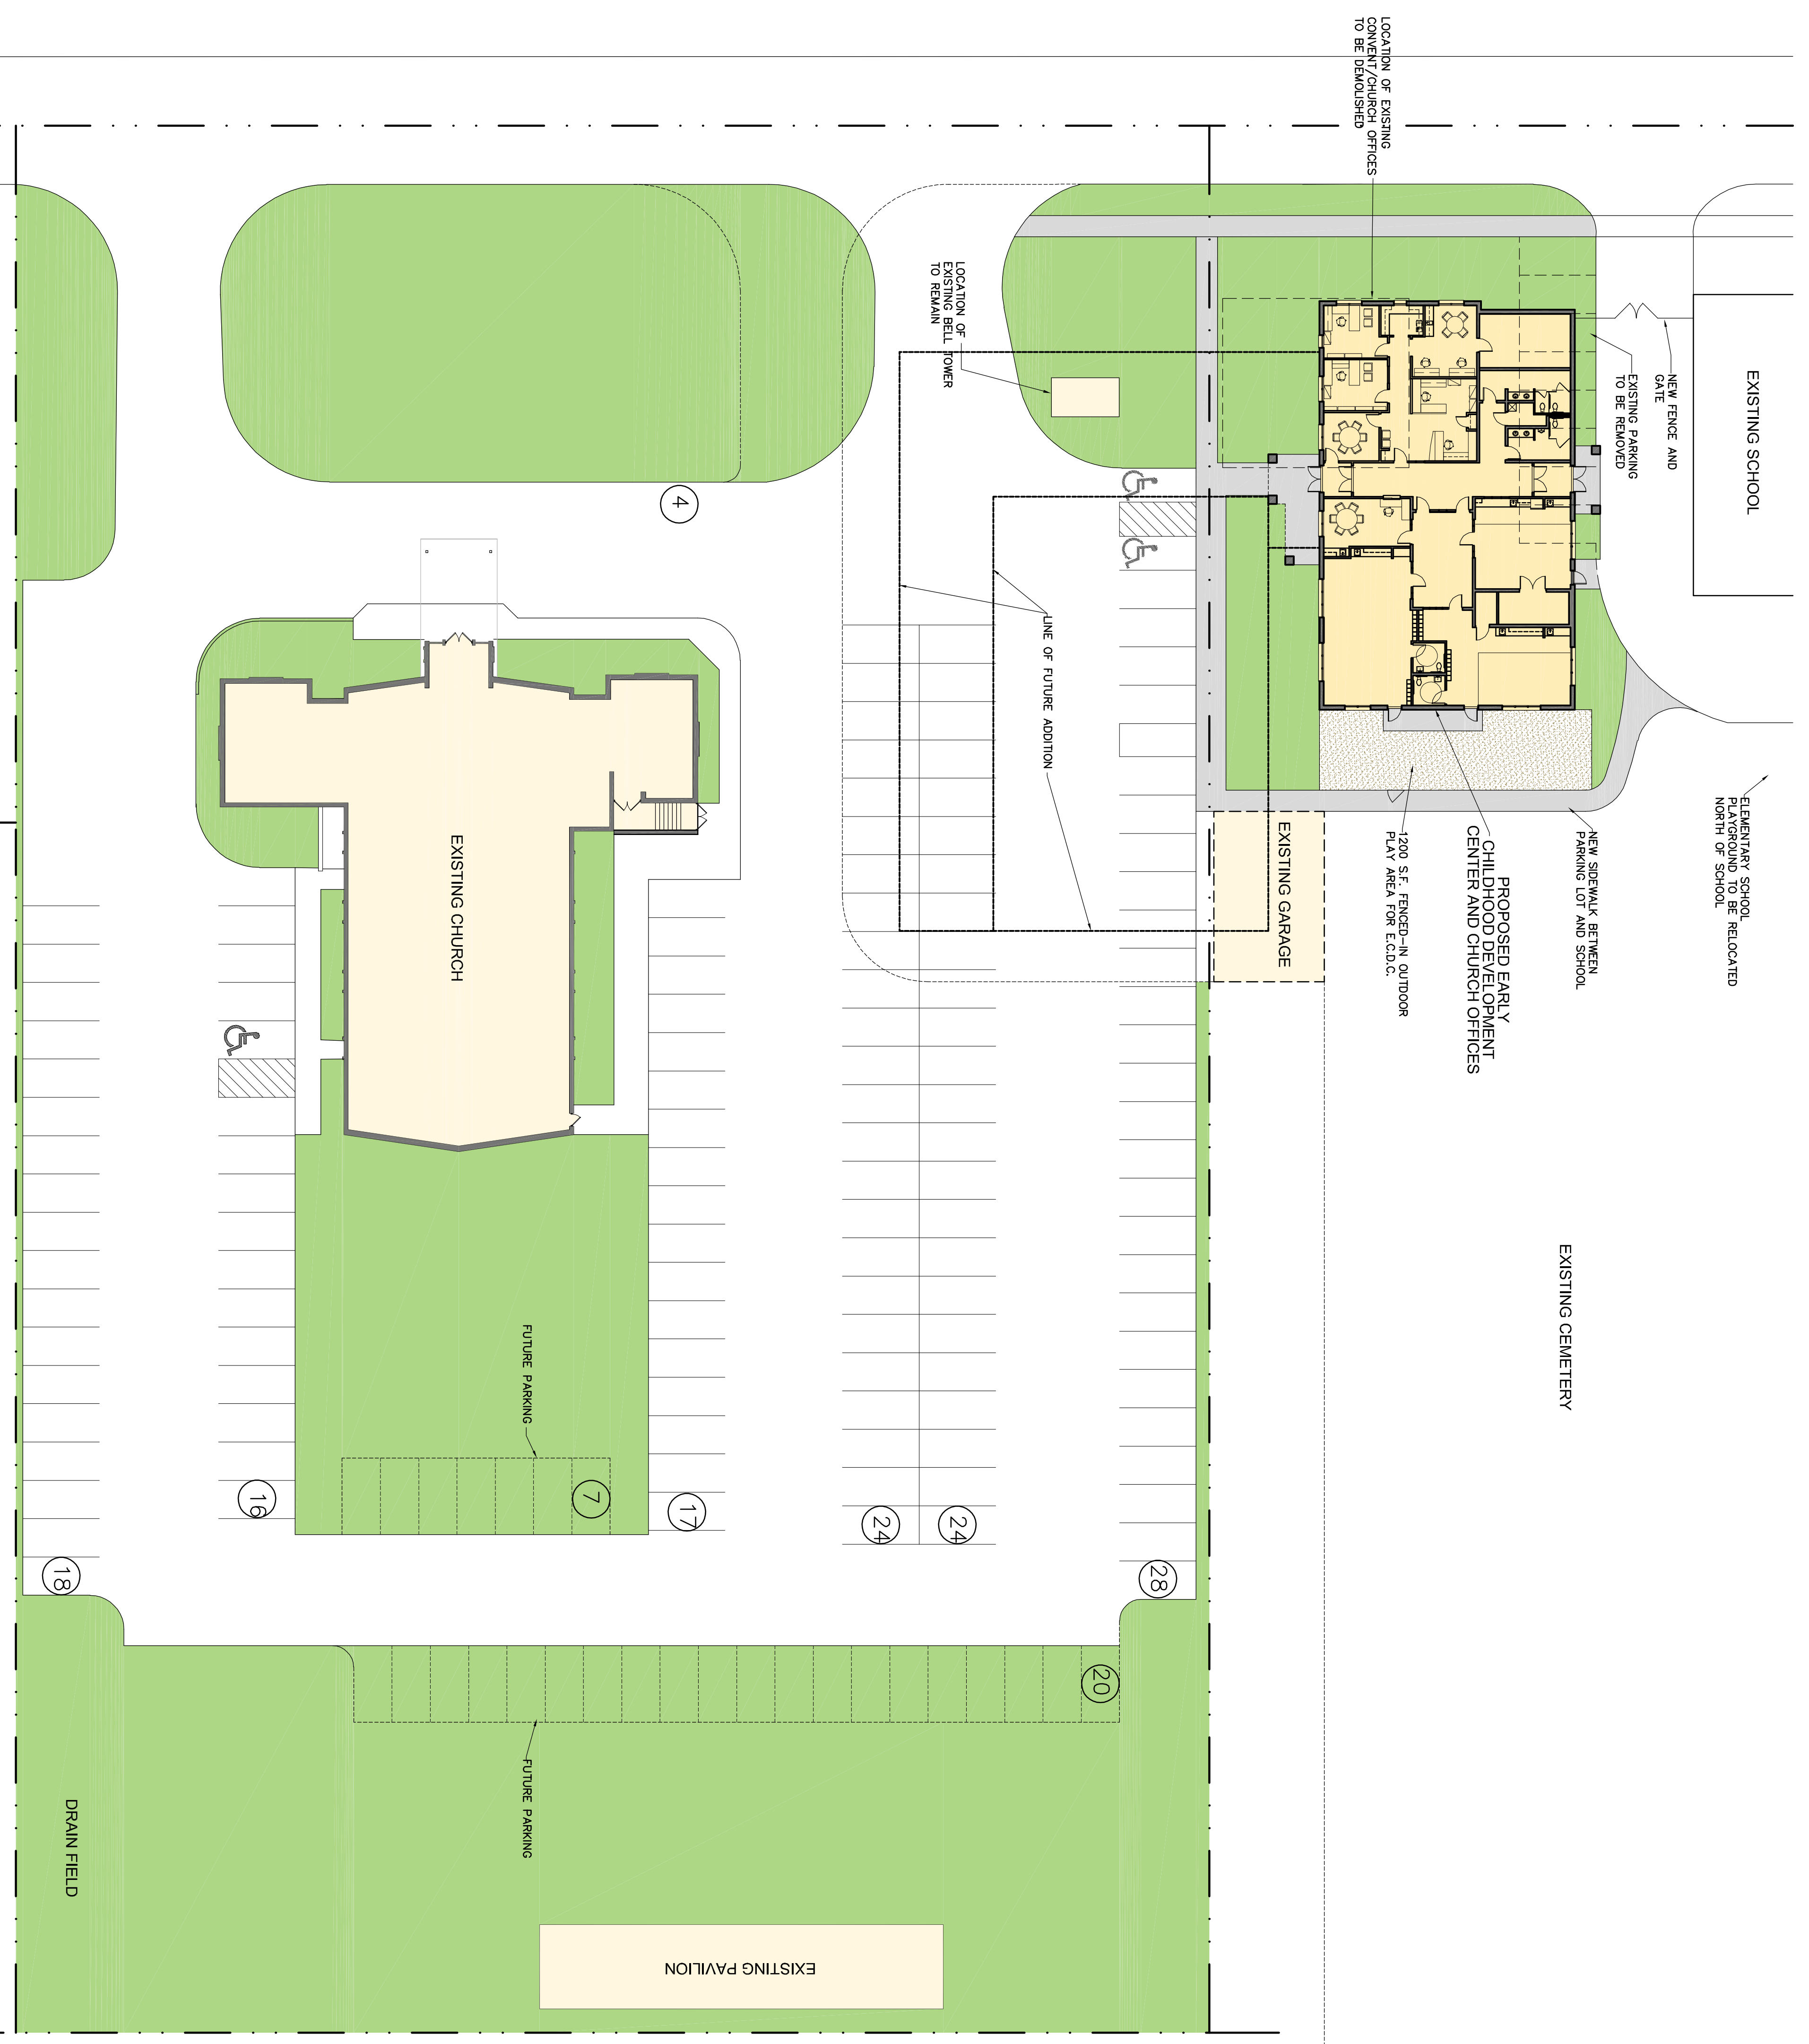 EXISTING SCHOOL
ELEMENTARY SCHOOL
PLAYGROUND TO BE RELOCATED
NORTH OF SCHOOL
NEW FENCE AND
GATE
EXISTING PARKING
TO BE REMOVED
NEW SIDEWALK BETWEEN
PARKING LOT AND SCHOOL
EXISTING CEMETERY
PROPOSED EARLY
CHILDHOOD DEVELOPMENT
CENTER AND CHURCH OFFICES
LOCATION OF EXISTING
CONVENT/CHURCH OFFICES
TO BE DEMOLISHED
1200 S.F. FENCED-IN OUTDOOR
PLAY AREA FOR E.C.D.C.
EXISTING GARAGE
28
20
LINE OF FUTURE ADDITION
LOCATION OF
EXISTING BELL TOWER
TO REMAIN
24
24
EXISTING PAVILION
4
17
7
FUTURE PARKING
FUTURE PARKING
EXISTING CHURCH
16
18
DRAIN FIELD